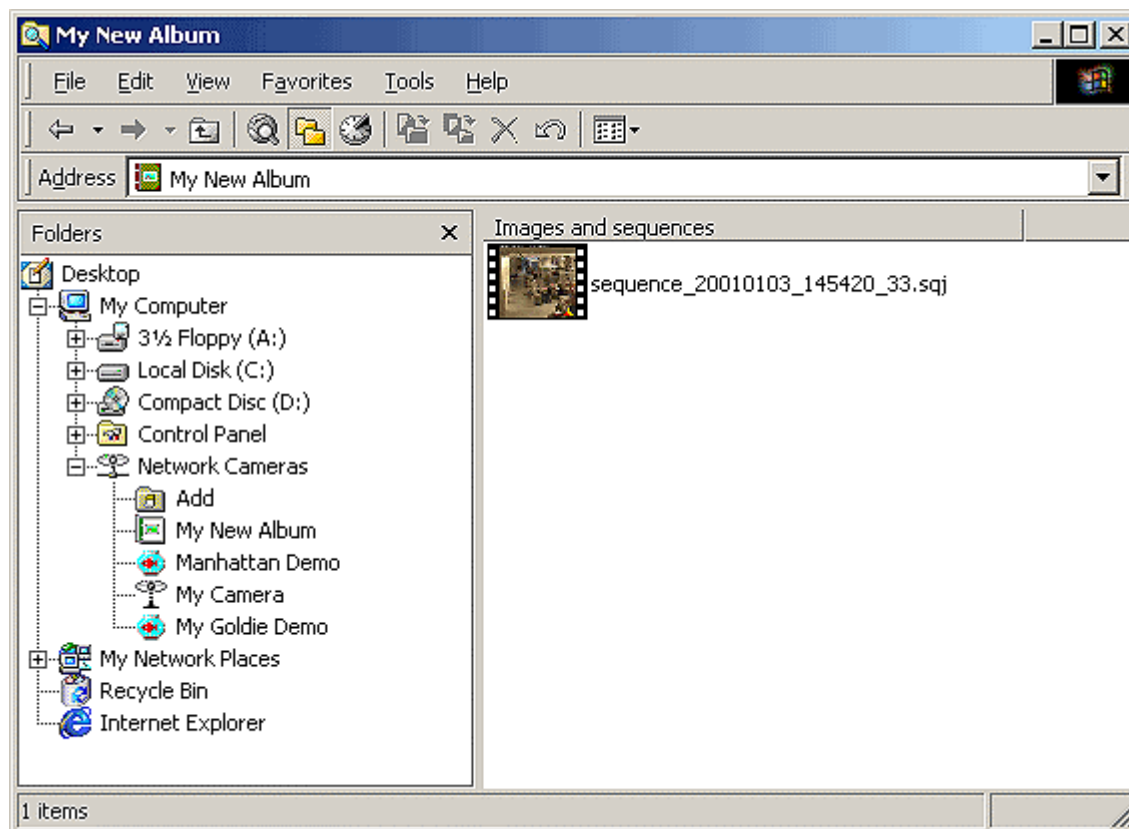 My New Album
File Edit View Favorites Tools Help
Address My New Album
Folders
Desktop
My Computer
3½ Floppy (A:)
Local Disk (C:)
Compact Disc (D:)
Control Panel
Network Cameras
Add
My New Album
Manhattan Demo
My Camera
My Goldie Demo
My Network Places
Recycle Bin
Internet Explorer
Images and sequences
sequence_20010103_145420_33.sqj
1 items